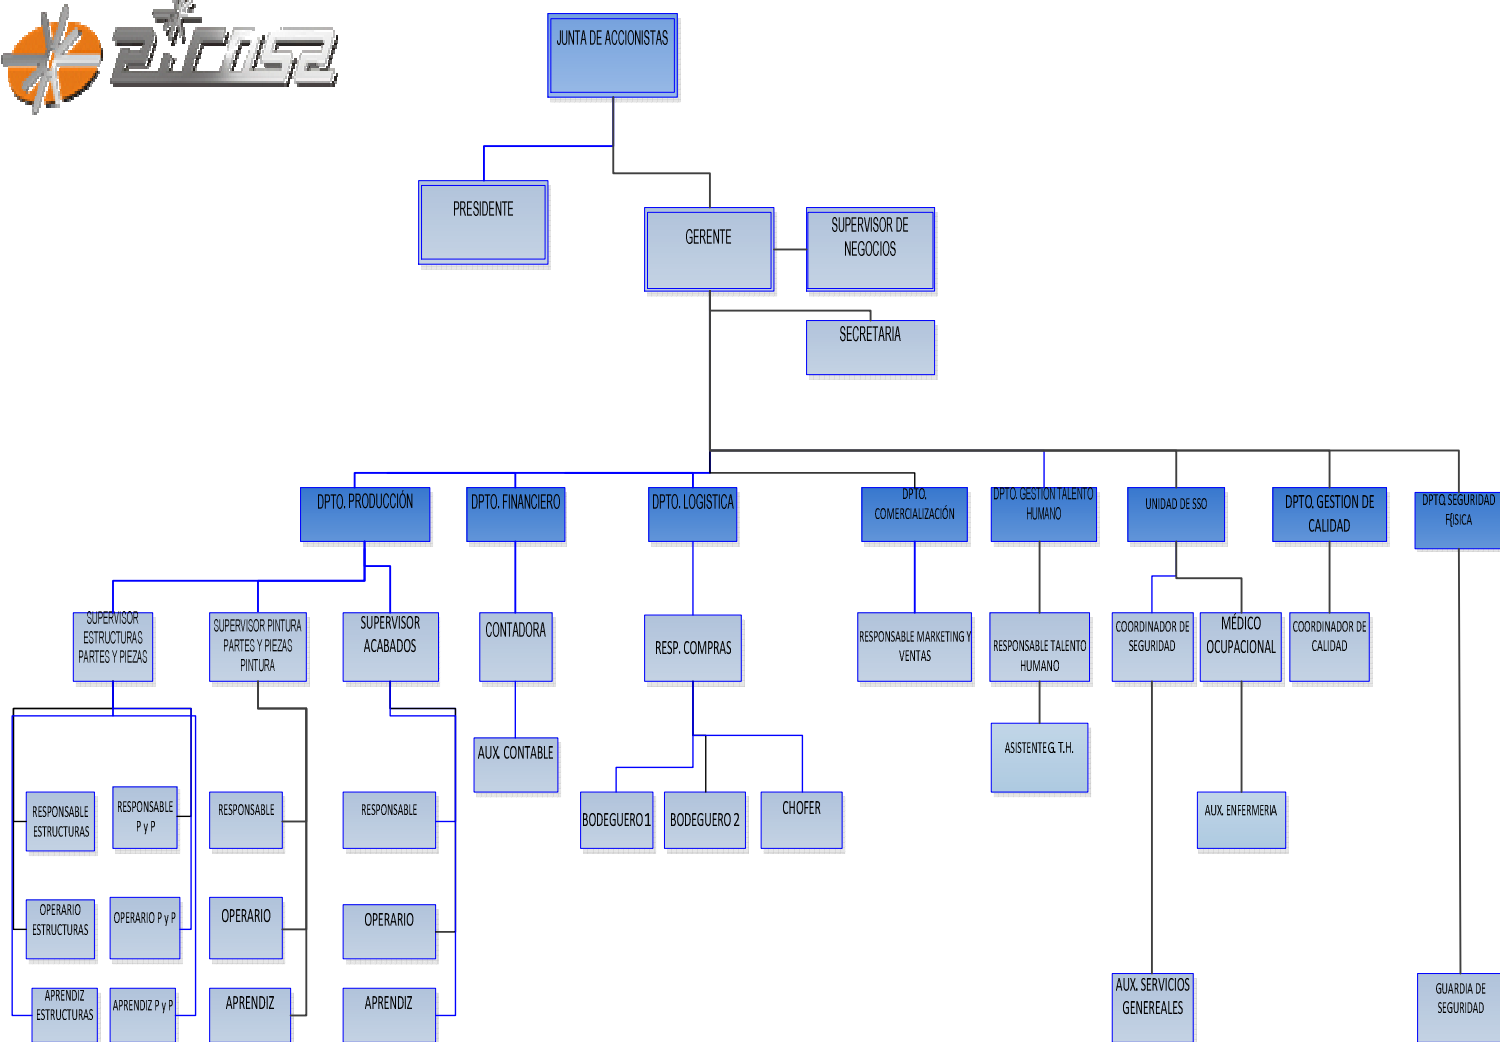 JUNTA DE ACCIONISTAS
PRESIDENTE
GERENTE
SUPERVISOR DE
NEGOCIOS
SECRETARIA
DPTO. PRODUCCIÓN
DPTO. FINANCIERO
DPTO. LOGISTICA
DPTO.
COMERCIALIZACIÓN
DPTO. GESTION TALENTO
HUMANO
UNIDAD DE SSO
DPTO. GESTION DE
CALIDAD
DPTO. SEGURIDAD
F{ISICA
SUPERVISOR
ESTRUCTURAS
PARTES Y PIEZAS
SUPERVISOR PINTURA
PARTES Y PIEZAS
PINTURA
SUPERVISOR
ACABADOS
CONTADORA
RESP. COMPRAS
RESPONSABLE MARKETING Y
VENTAS
RESPONSABLE TALENTO
HUMANO
COORDINADOR DE
SEGURIDAD
MÉDICO
OCUPACIONAL
COORDINADOR DE
CALIDAD
AUX. CONTABLE
ASISTENTE G. T.H.
RESPONSABLE
ESTRUCTURAS
RESPONSABLE
P y P
RESPONSABLE
RESPONSABLE
BODEGUERO 1
BODEGUERO 2
CHOFER
AUX. ENFERMERIA
OPERARIO
ESTRUCTURAS
OPERARIO P y P
OPERARIO
OPERARIO
APRENDIZ
ESTRUCTURAS
APRENDIZ P y P
APRENDIZ
APRENDIZ
AUX. SERVICIOS
GENEREALES
GUARDIA DE
SEGURIDAD